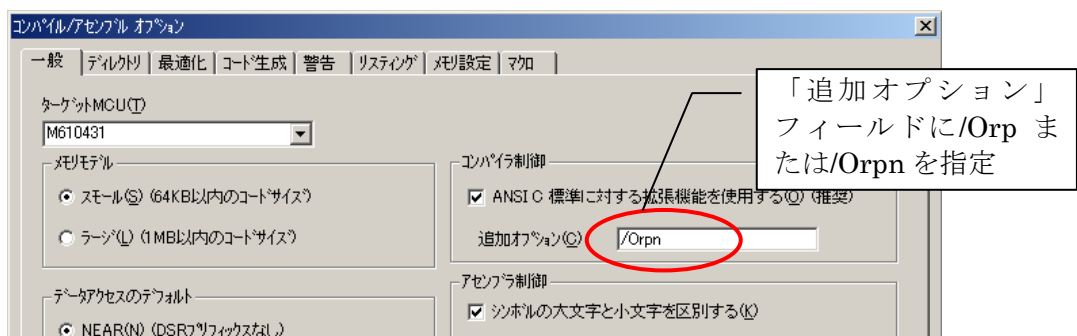 コンパイル/アセンブル オプション
一般 ディレクトリ 最適化 コード生成 警告 リスティング メモリ設定 マクロ
「追加オプション」
フィールドに/Orp ま
たは/Orpn を指定
ターゲットMCU(T)
M610431
メモリモデル
スモール(S) (64KB以内のコードサイズ)
ラージ(L) (1MB以内のコードサイズ)
コンパイラ制御
ANSI C 標準に対する拡張機能を使用する(O) (推奨)
追加オプション(C) /Orpn
データアクセスのデフォルト
NEAR(N) (DSRプリフィックスなし)
アセンブラ制御
シンボルの大文字と小文字を区別する(K)